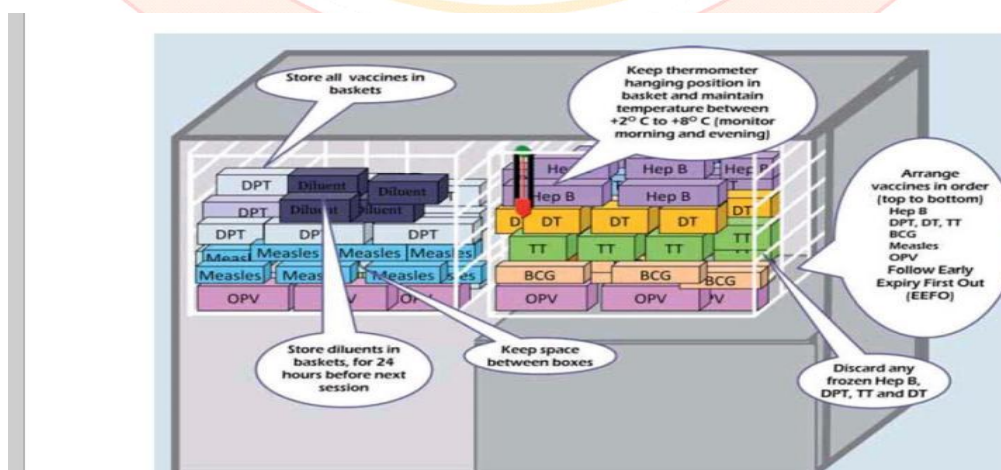 Store all vaccines in
baskets
Keep thermometer
hanging position in
basket and maintain
temperature between
+2⁰ C to +8⁰ C (monitor
morning and evening)
Arrange
vaccines in order
(top to bottom)
Hep B
DPT, DT, TT
BCG
Measles
OPV
Follow Early
Expiry First Out
(EEFO)
DPT Diluent Diluent
DPT Diluent Diluent
DPT DPT DPT
Measles Measles Measles Measles
Measles Measles Measles
OPV OPV
Hep B Hep B
Hep B Hep B
DT DT DT DT
TT TT TT TT
BCG BCG BCG
OPV OPV
Store diluents in
baskets, for 24
hours before next
session
Keep space
between boxes
Discard any
frozen Hep B,
DPT, TT and DT